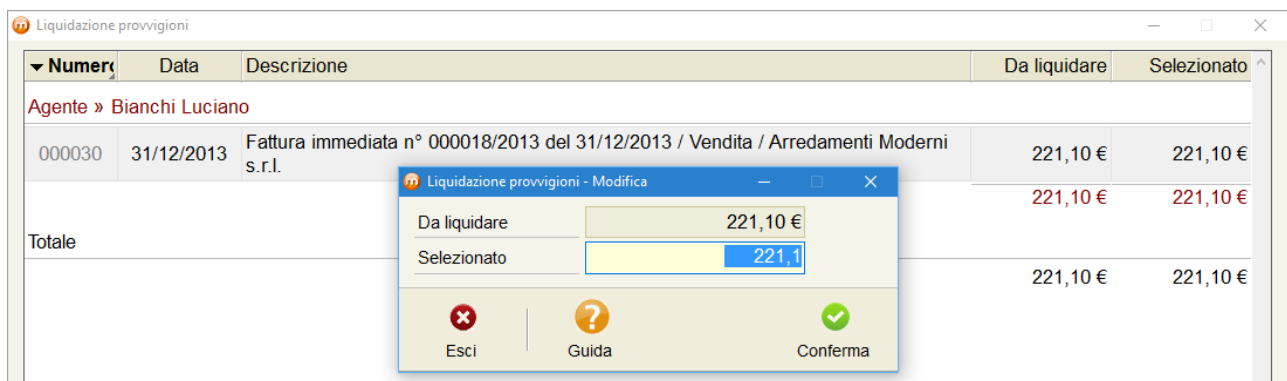 Liquidazione provvigioni
Numero Data Descrizione Da liquidare Selezionato
Agente » Bianchi Luciano
000030 31/12/2013 Fattura immediata n° 000018/2013 del 31/12/2013 / Vendita / Arredamenti Moderni
s.r.l. 221,10 € 221,10 €
221,10 € 221,10 €
Totale
221,10 € 221,10 €
Liquidazione provvigioni - Modifica
Da liquidare 221,10 €
Selezionato 221,1
Esci Guida Conferma